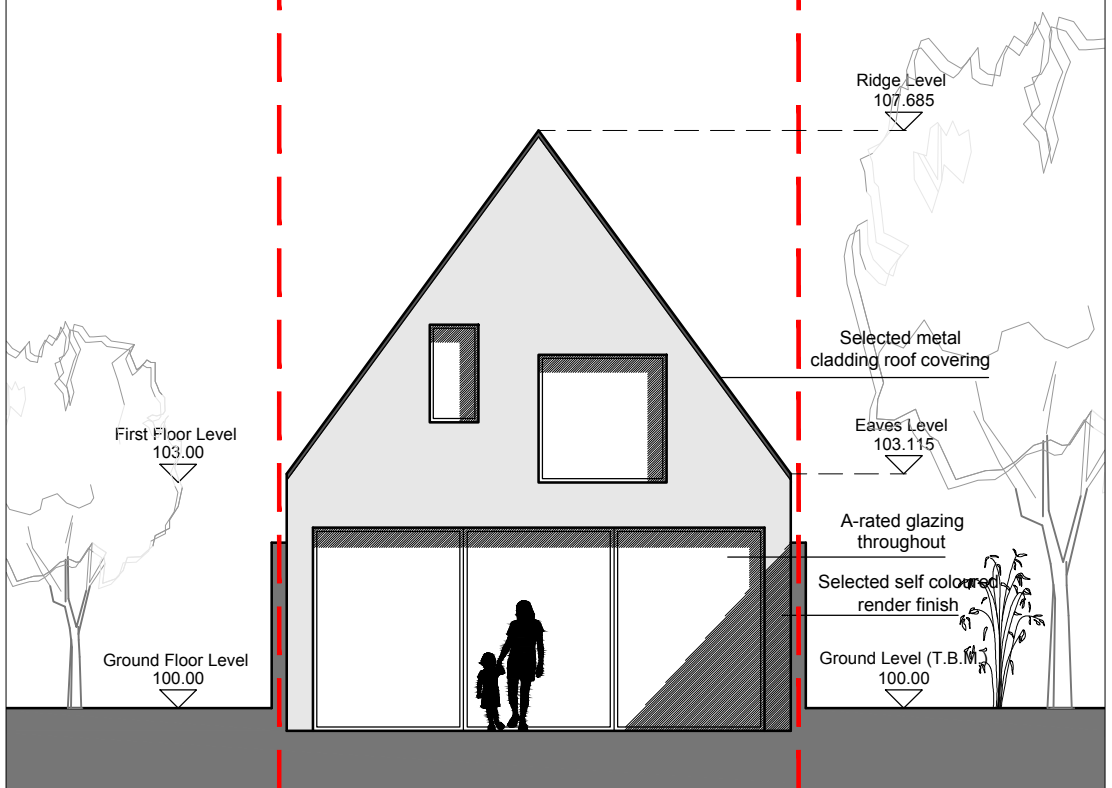 Ridge Level
107.685
Selected metal
cladding roof covering
First Floor Level
103.00
Eaves Level
103.115
A-rated glazing
throughout
Selected self coloured
render finish
Ground Floor Level
100.00
Ground Level (T.B.M.)
100.00